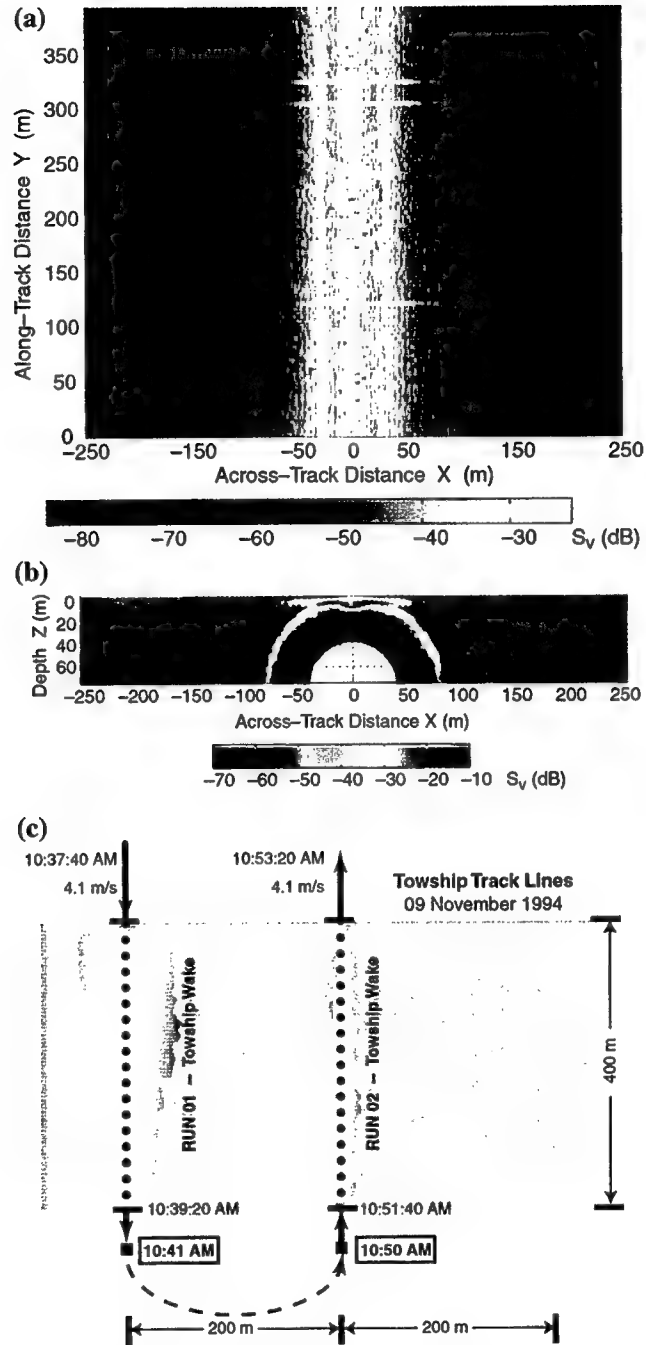 (a)
350
300
250
200
150
100
50
0
Along–Track Distance Y (m)
−250 −50 0 50 250
Across–Track Distance X (m)
−80 −70 −60 −50 −40 −30 Sv (dB)
(b)
0
20
40
60
Depth Z (m)
−250 −200 −150 −100 −50 0 50 100 150 200 250
Across–Track Distance X (m)
−70 −60 −50 −40 −30 −20 −10 Sv (dB)
(c)
10:37:40 AM
4.1 m/s
10:53:20 AM
4.1 m/s
Towship Track Lines
09 November 1994
RUN 01 – Towship Wake
RUN 02 – Towship Wake
400 m
10:39:20 AM
10:51:40 AM
10:41 AM
10:50 AM
200 m
200 m